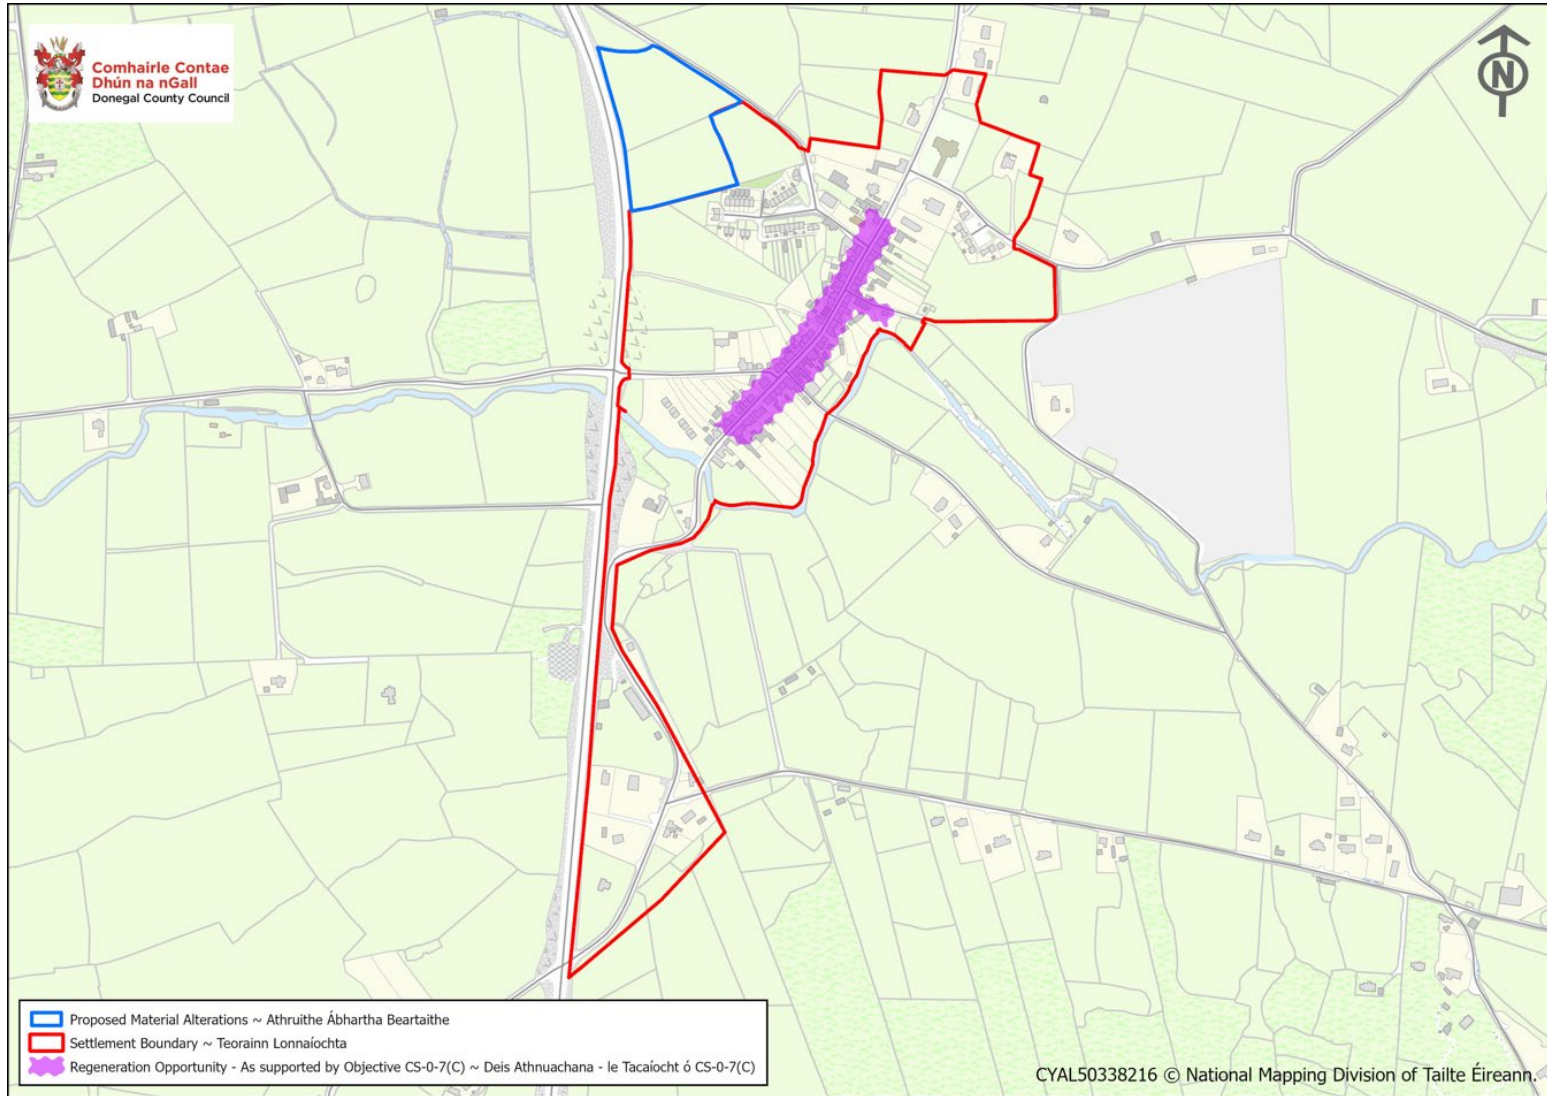 Comhairle Contae
Dhún na nGall
Donegal County Council
N
Proposed Material Alterations ~ Athruithe Ábhartha Beartaithe
Settlement Boundary ~ Teorainn Lonnaíochta
Regeneration Opportunity - As supported by Objective CS-0-7(C) ~ Deis Athnuachana - le Tacaíocht ó CS-0-7(C)
CYAL50338216 © National Mapping Division of Tailte Éireann.